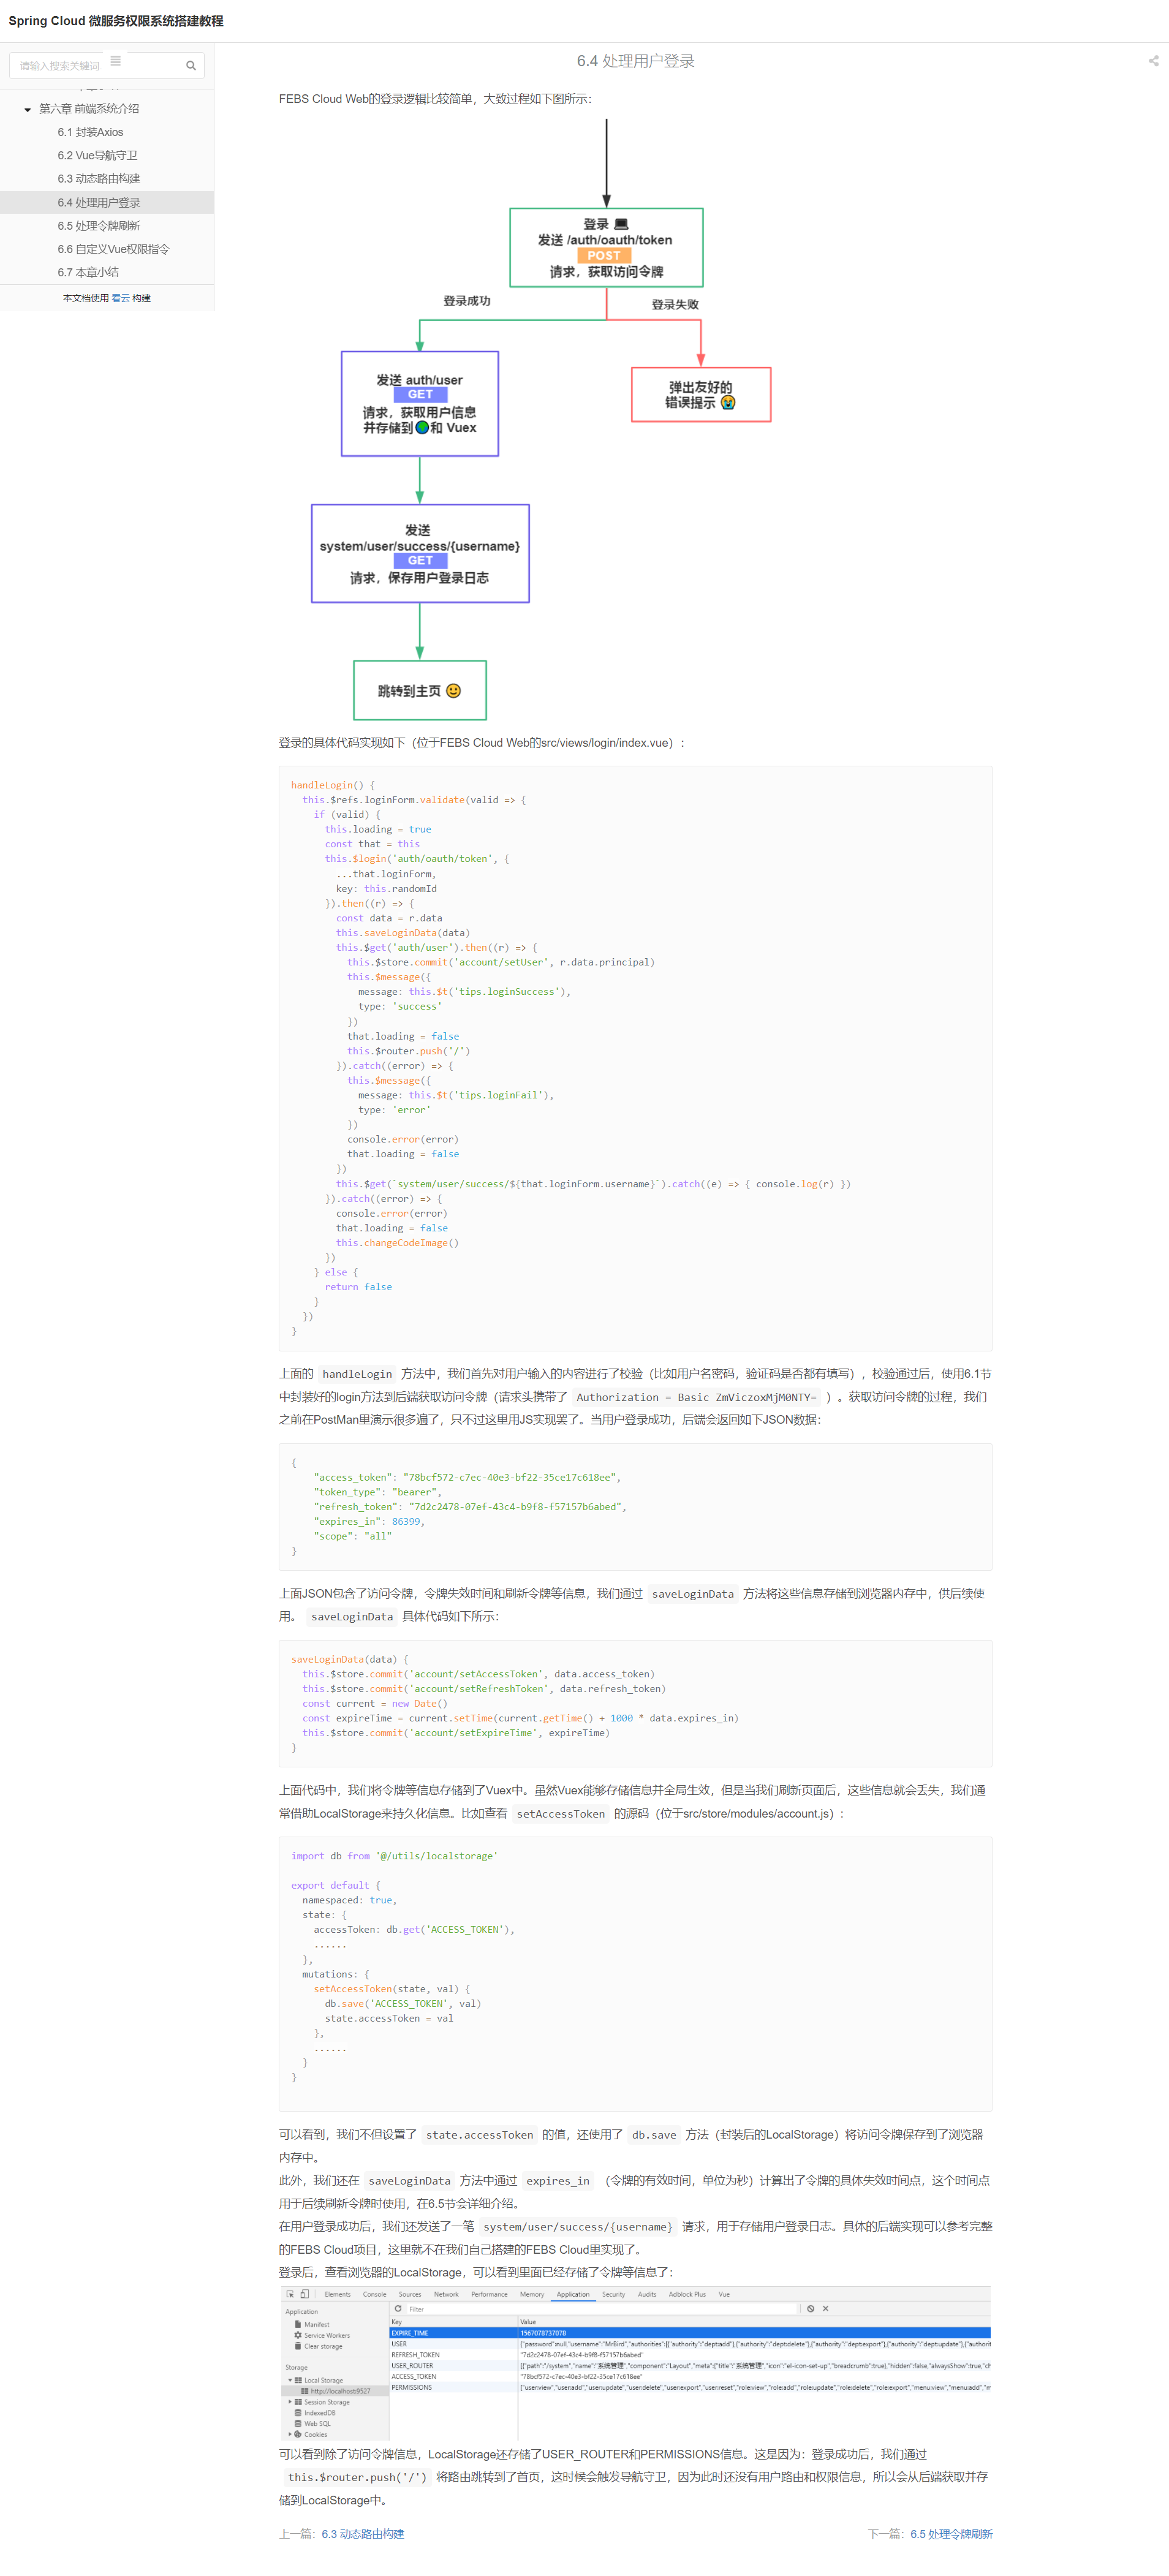 Spring Cloud 微服务权限系统搭建教程
请输入搜索关键词
第六章 前端系统介绍
6.1 封装Axios
6.2 Vue导航守卫
6.3 动态路由构建
6.4 处理用户登录
6.5 处理令牌刷新
6.6 自定义Vue权限指令
6.7 本章小结
本文档使用 看云 构建
6.4 处理用户登录
FEBS Cloud Web的登录逻辑比较简单，大致过程如下图所示：
登录
发送 /auth/oauth/token
POST
请求，获取访问令牌
登录成功
登录失败
发送 auth/user
GET
请求，获取用户信息
并存储到 和 Vuex
弹出友好的
错误提示
发送
system/user/success/{username}
GET
请求，保存用户登录日志
跳转到主页
登录的具体代码实现如下（位于FEBS Cloud Web的src/views/login/index.vue）：
handleLogin() {
this.$refs.loginForm.validate(valid => {
if (valid) {
this.loading = true
const that = this
this.$login('auth/oauth/token', {
...that.loginForm,
key: this.randomId
}).then((r) => {
const data = r.data
this.saveLoginData(data)
this.$get('auth/user').then((r) => {
this.$store.commit('account/setUser', r.data.principal)
this.$message({
message: this.$t('tips.loginSuccess'),
type: 'success'
})
that.loading = false
this.$router.push('/')
}).catch((error) => {
this.$message({
message: this.$t('tips.loginFail'),
type: 'error'
})
console.error(error)
that.loading = false
})
this.$get(`system/user/success/${that.loginForm.username}`).catch((e) => { console.log(r) })
}).catch((error) => {
console.error(error)
that.loading = false
this.changeCodeImage()
})
} else {
return false
}
})
}
上面的 handleLogin 方法中，我们首先对用户输入的内容进行了校验（比如用户名密码，验证码是否都有填写），校验通过后，使用6.1节
中封装好的login方法到后端获取访问令牌（请求头携带了 Authorization = Basic ZmViczoxMjM0NTY= ）。获取访问令牌的过程，我们
之前在PostMan里演示很多遍了，只不过这里用JS实现罢了。当用户登录成功，后端会返回如下JSON数据：
{
"access_token": "78bcf572-c7ec-40e3-bf22-35ce17c618ee",
"token_type": "bearer",
"refresh_token": "7d2c2478-07ef-43c4-b9f8-f57157b6abed",
"expires_in": 86399,
"scope": "all"
}
上面JSON包含了访问令牌，令牌失效时间和刷新令牌等信息，我们通过 saveLoginData 方法将这些信息存储到浏览器内存中，供后续使
用。 saveLoginData 具体代码如下所示：
saveLoginData(data) {
this.$store.commit('account/setAccessToken', data.access_token)
this.$store.commit('account/setRefreshToken', data.refresh_token)
const current = new Date()
const expireTime = current.setTime(current.getTime() + 1000 * data.expires_in)
this.$store.commit('account/setExpireTime', expireTime)
}
上面代码中，我们将令牌等信息存储到了Vuex中。虽然Vuex能够存储信息并全局生效，但是当我们刷新页面后，这些信息就会丢失，我们通
常借助LocalStorage来持久化信息。比如查看 setAccessToken 的源码（位于src/store/modules/account.js）：
import db from '@/utils/localstorage'
export default {
namespaced: true,
state: {
accessToken: db.get('ACCESS_TOKEN'),
......
},
mutations: {
setAccessToken(state, val) {
db.save('ACCESS_TOKEN', val)
state.accessToken = val
},
......
}
}
可以看到，我们不但设置了 state.accessToken 的值，还使用了 db.save 方法（封装后的LocalStorage）将访问令牌保存到了浏览器
内存中。
此外，我们还在 saveLoginData 方法中通过 expires_in （令牌的有效时间，单位为秒）计算出了令牌的具体失效时间点，这个时间点
用于后续刷新令牌时使用，在6.5节会详细介绍。
在用户登录成功后，我们还发送了一笔 system/user/success/{username} 请求，用于存储用户登录日志。具体的后端实现可以参考完整
的FEBS Cloud项目，这里就不在我们自己搭建的FEBS Cloud里实现了。
登录后，查看浏览器的LocalStorage，可以看到里面已经存储了令牌等信息了：
Elements Console Sources Network Performance Memory Application Security Audits Adblock Plus Vue
Application
Manifest
Service Workers
Clear storage
Storage
Local Storage
http://localhost:9527
Session Storage
IndexedDB
Web SQL
Cookies
Filter
Key Value
EXPIRE_TIME 1567078737078
USER {"password":null,"username":"MrBird","authorities":[{"authority":"dept:add"},{"authority":"dept:delete"},{"authority":"dept:export"},{"authority":"dept:update"},{"authorit
REFRESH_TOKEN "7d2c2478-07ef-43c4-b9f8-f57157b6abed"
USER_ROUTER [{"path":"/system","name":"系统管理","component":"Layout","meta":{"title":"系统管理","icon":"el-icon-set-up","breadcrumb":true},"hidden":false,"alwaysShow":true,"ch
ACCESS_TOKEN "78bcf572-c7ec-40e3-bf22-35ce17c618ee"
PERMISSIONS ["user:view","user:add","user:update","user:delete","user:export","user:reset","role:view","role:add","role:update","role:delete","role:export","menu:view","menu:add","m
可以看到除了访问令牌信息，LocalStorage还存储了USER_ROUTER和PERMISSIONS信息。这是因为：登录成功后，我们通过
this.$router.push('/') 将路由跳转到了首页，这时候会触发导航守卫，因为此时还没有用户路由和权限信息，所以会从后端获取并存
储到LocalStorage中。
上一篇：6.3 动态路由构建
下一篇：6.5 处理令牌刷新